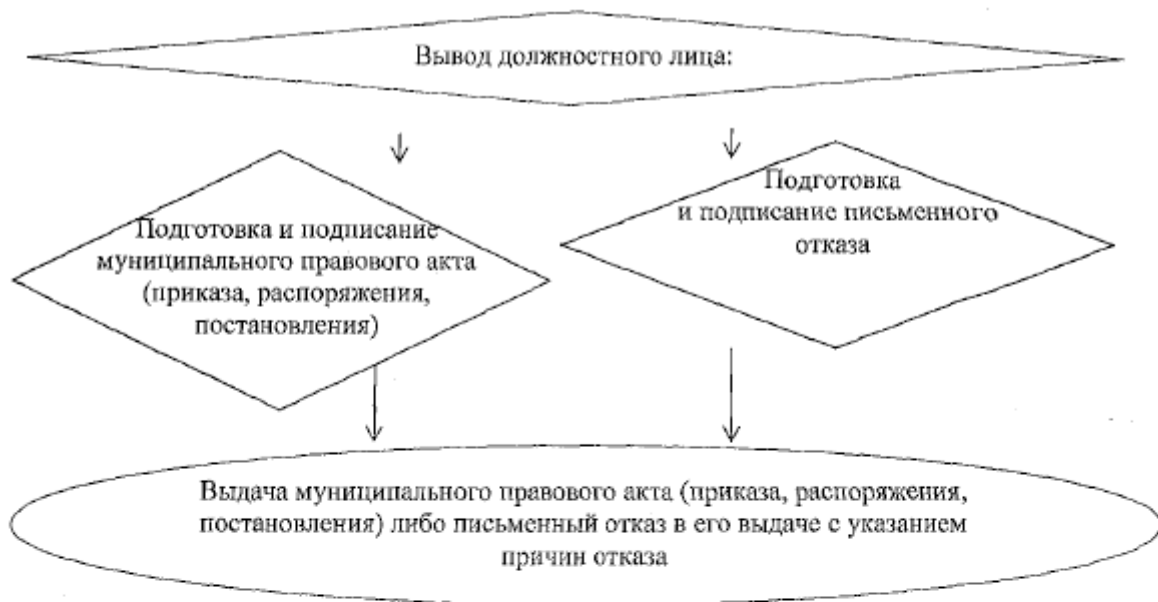 Вывод должностного лица:
Подготовка и подписание
муниципального правового акта
(приказа, распоряжения,
постановления)
Подготовка
и подписание письменного
отказа
Выдача муниципального правового акта (приказа, распоряжения,
постановления) либо письменный отказ в его выдаче с указанием
причин отказа